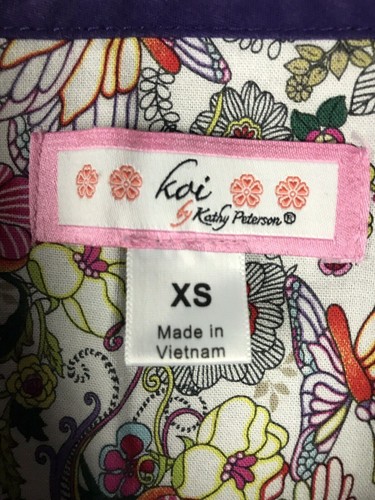 koi
by Kathy Peterson®
XS
Made in
Vietnam